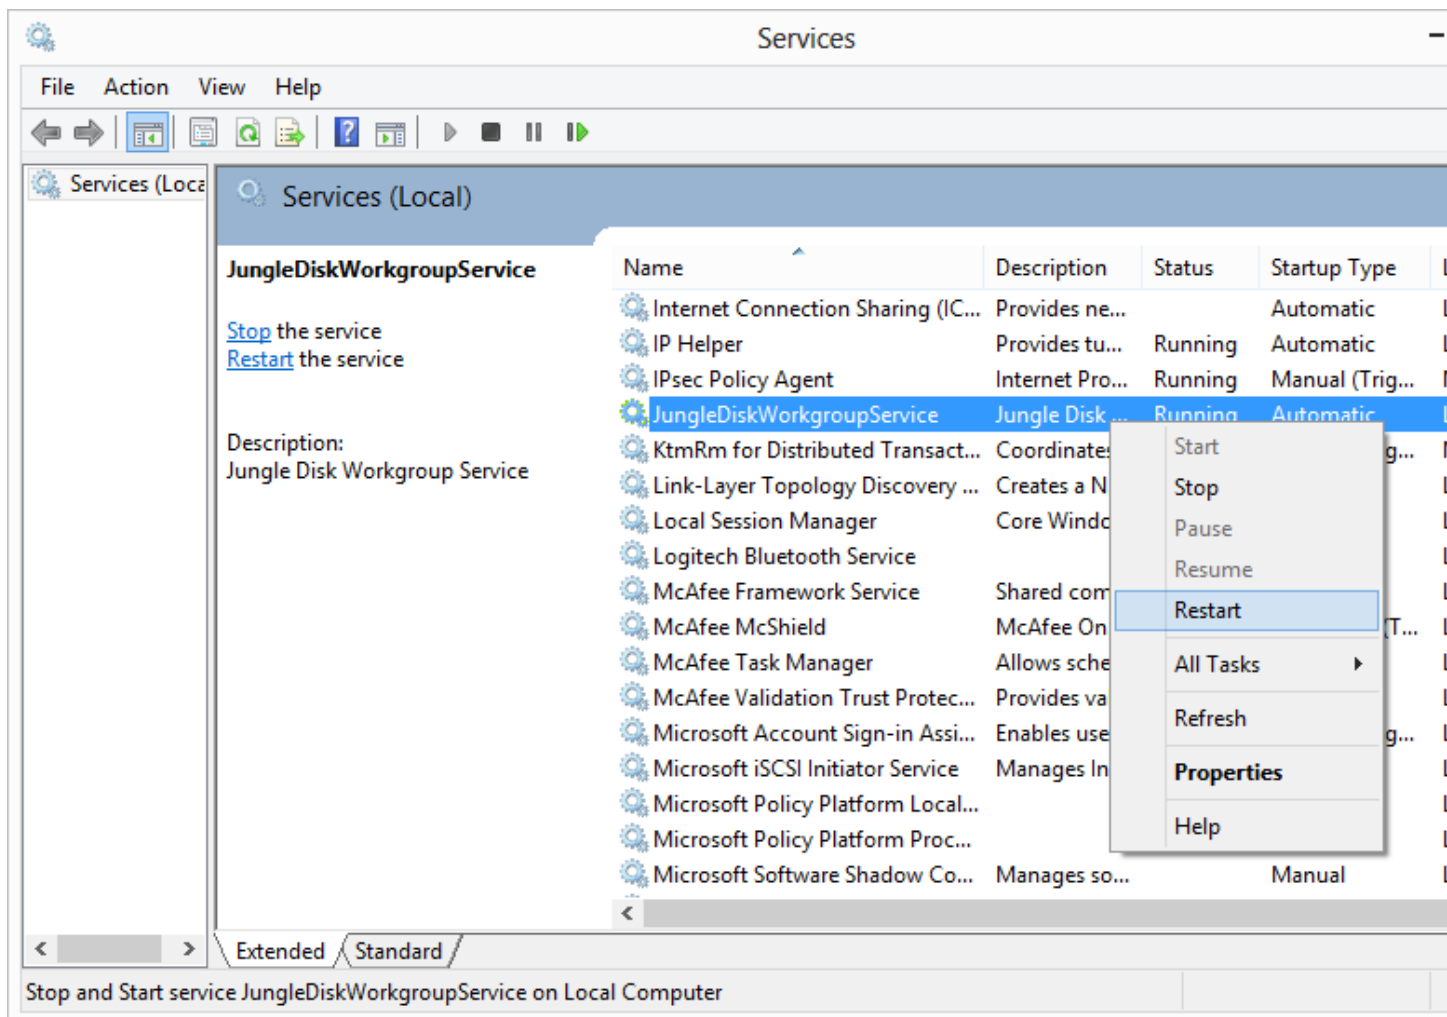 Services
File Action View Help
Services (Loca
Services (Local)
JungleDiskWorkgroupService
Stop the service
Restart the service
Description:
Jungle Disk Workgroup Service
Name Description Status Startup Type
Internet Connection Sharing (IC... Provides ne... Automatic
IP Helper Provides tu... Running Automatic
IPsec Policy Agent Internet Pro... Running Manual (Trig...
JungleDiskWorkgroupService Jungle Disk ... Running Automatic
KtmRm for Distributed Transact... Coordinates g...
Link-Layer Topology Discovery ... Creates a N
Local Session Manager Core Windo
Logitech Bluetooth Service
McAfee Framework Service Shared com
McAfee McShield McAfee On (T...
McAfee Task Manager Allows sche
McAfee Validation Trust Protec... Provides va
Microsoft Account Sign-in Assi... Enables use g...
Microsoft iSCSI Initiator Service Manages In
Microsoft Policy Platform Local...
Microsoft Policy Platform Proc...
Microsoft Software Shadow Co... Manages so... Manual
Start
Stop
Pause
Resume
Restart
All Tasks
Refresh
Properties
Help
Extended Standard
Stop and Start service JungleDiskWorkgroupService on Local Computer